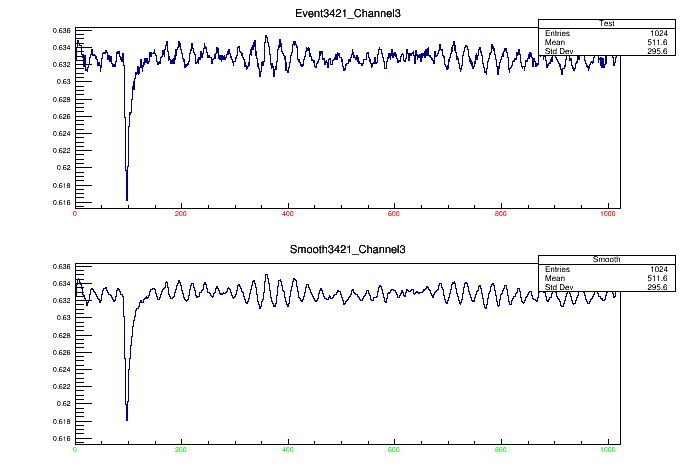 Event3421_Channel3
Test
Entries 1024
Mean 511.6
Std Dev 295.6
0.636
0.634
0.632
0.63
0.628
0.626
0.624
0.622
0.62
0.618
0.616
0 200 400 600 800 1000
Smooth3421_Channel3
Smooth
Entries 1024
Mean 511.6
Std Dev 295.6
0.636
0.634
0.632
0.63
0.628
0.626
0.624
0.622
0.62
0.618
0.616
0 200 400 600 800 1000